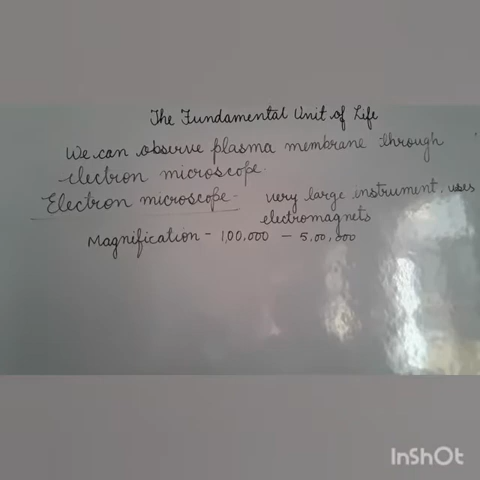 The Fundamental Unit of Life
We can observe plasma membrane through
electron microscope.
Electron microscope - very large instrument, uses
electromagnets
Magnification - 1,00,000 - 5,00,000
InShOt